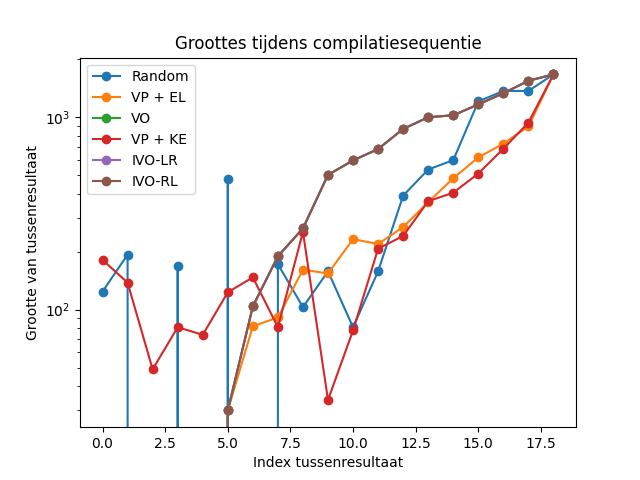 Groottes tijdens compilatiesequentie
Grootte van tussenresultaat
10³
10²
Random
VP + EL
VO
VP + KE
IVO-LR
IVO-RL
0.0 2.5 5.0 7.5 10.0 12.5 15.0 17.5
Index tussenresultaat